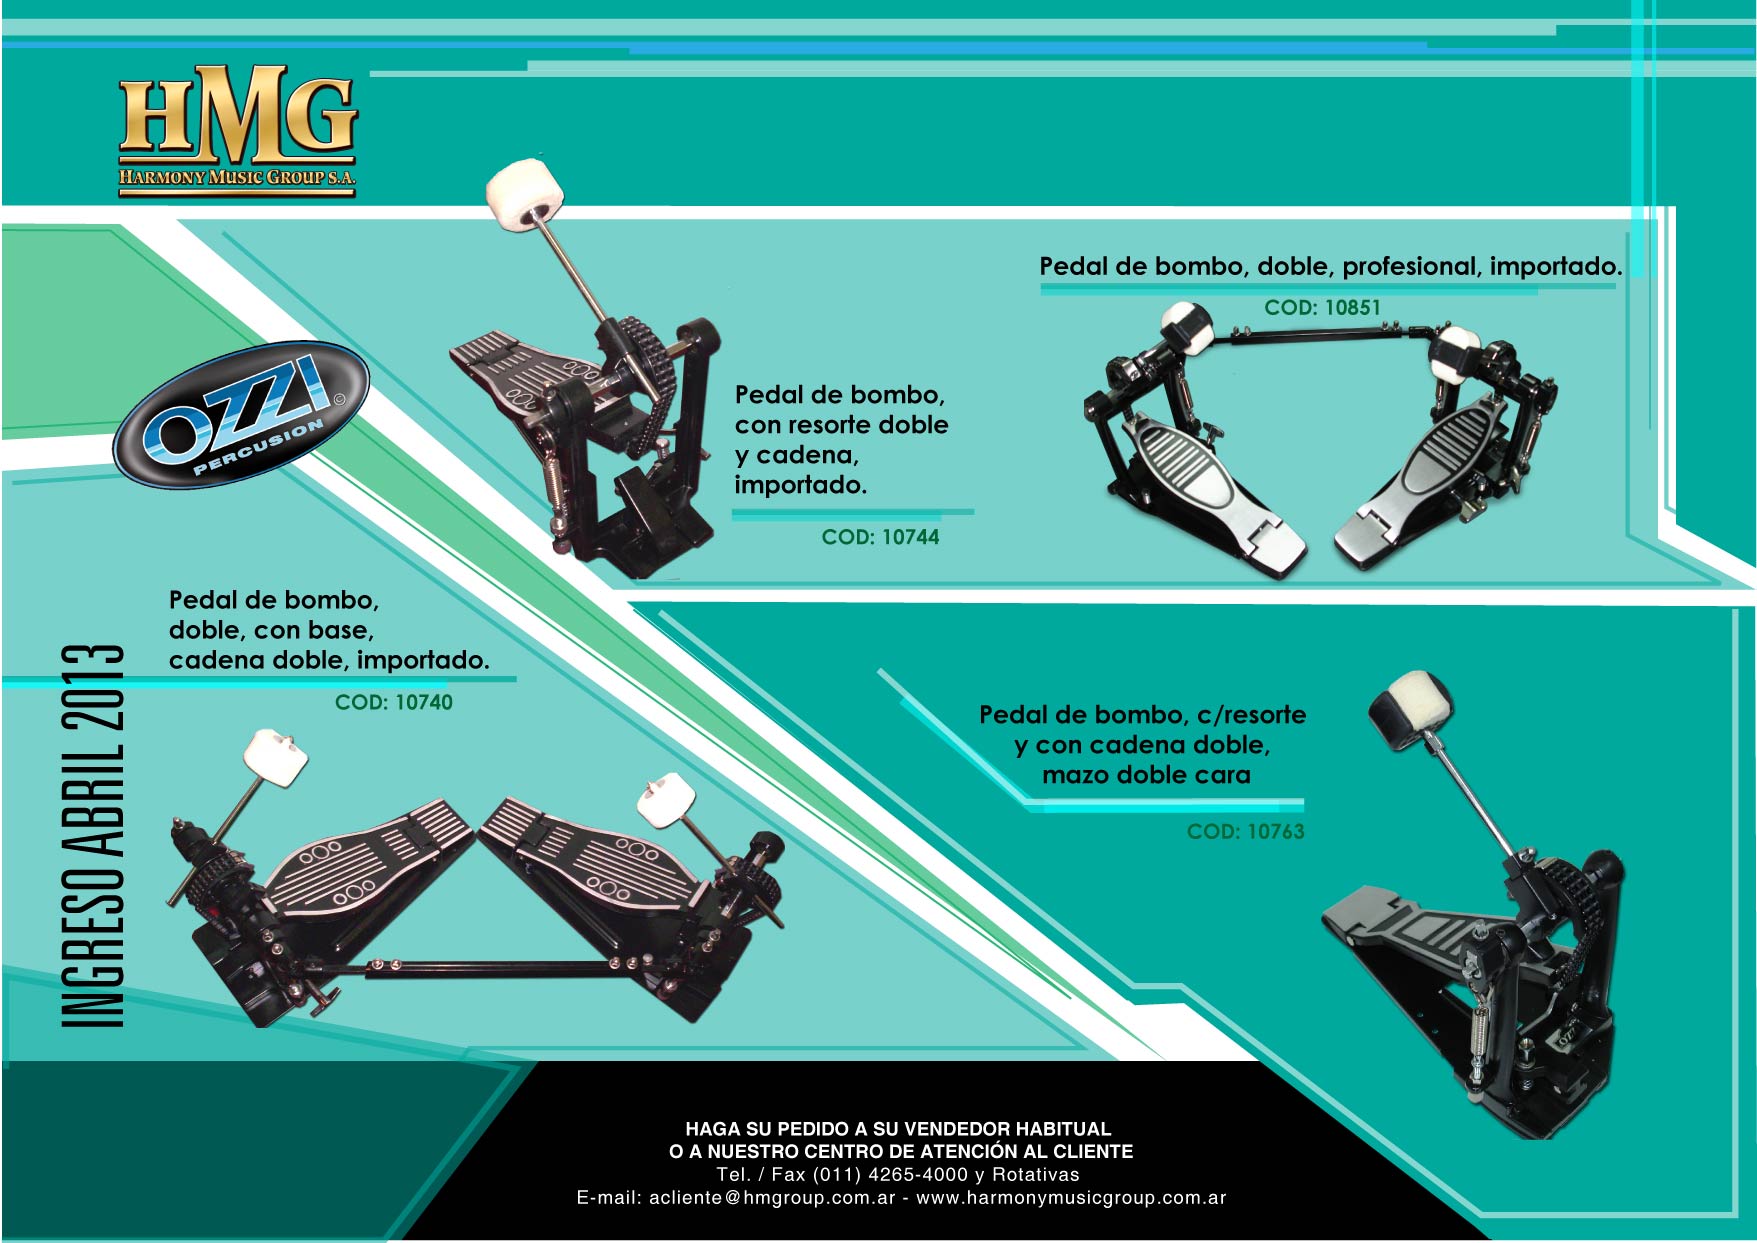 HMG
HARMONY MUSIC GROUP S.A.
Pedal de bombo, doble, profesional, importado.
COD: 10851
OZZI ©
PERCUSION
Pedal de bombo,
con resorte doble
y cadena,
importado.
COD: 10744
Pedal de bombo,
doble, con base,
cadena doble, importado.
COD: 10740
INGRESO ABRIL 2013
Pedal de bombo, c/resorte
y con cadena doble,
mazo doble cara
COD: 10763
OZZI
HAGA SU PEDIDO A SU VENDEDOR HABITUAL
O A NUESTRO CENTRO DE ATENCIÓN AL CLIENTE
Tel. / Fax (011) 4265-4000 y Rotativas
E-mail: acliente@hmgroup.com.ar - www.harmonymusicgroup.com.ar